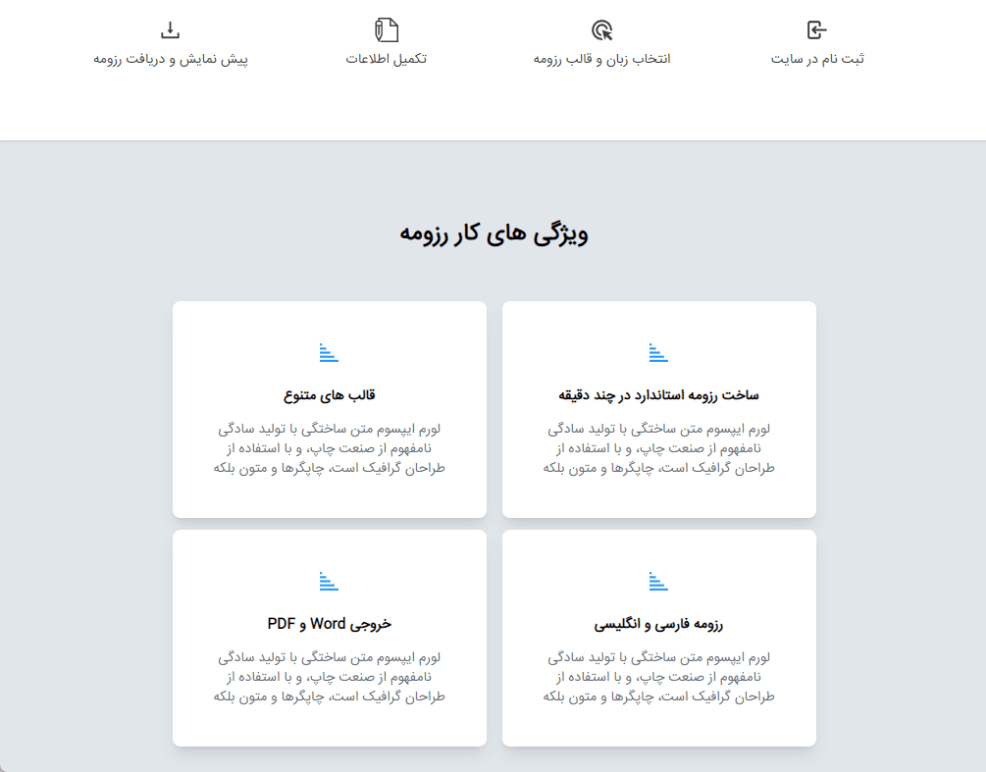 ثبت نام در سایت
انتخاب زبان و قالب رزومه
تکمیل اطلاعات
پیش نمایش و دریافت رزومه
ویژگی های کار رزومه
ساخت رزومه استاندارد در چند دقیقه
لورم ایپسوم متن ساختگی با تولید سادگی
نامفهوم از صنعت چاپ، و با استفاده از
طراحان گرافیک است، چاپگرها و متون بلکه
قالب های متنوع
لورم ایپسوم متن ساختگی با تولید سادگی
نامفهوم از صنعت چاپ، و با استفاده از
طراحان گرافیک است، چاپگرها و متون بلکه
رزومه فارسی و انگلیسی
لورم ایپسوم متن ساختگی با تولید سادگی
نامفهوم از صنعت چاپ، و با استفاده از
طراحان گرافیک است، چاپگرها و متون بلکه
خروجی Word و PDF
لورم ایپسوم متن ساختگی با تولید سادگی
نامفهوم از صنعت چاپ، و با استفاده از
طراحان گرافیک است، چاپگرها و متون بلکه